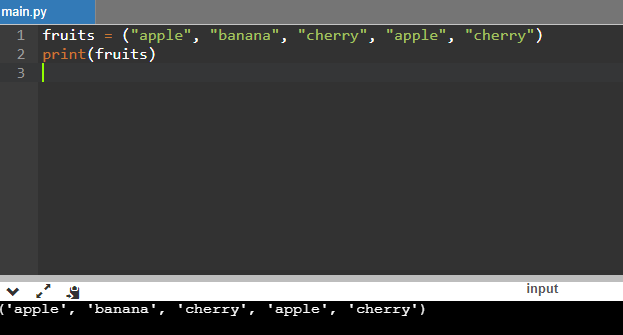 main.py
1 fruits = ("apple", "banana", "cherry", "apple", "cherry")
2 print(fruits)
3
input
('apple', 'banana', 'cherry', 'apple', 'cherry')